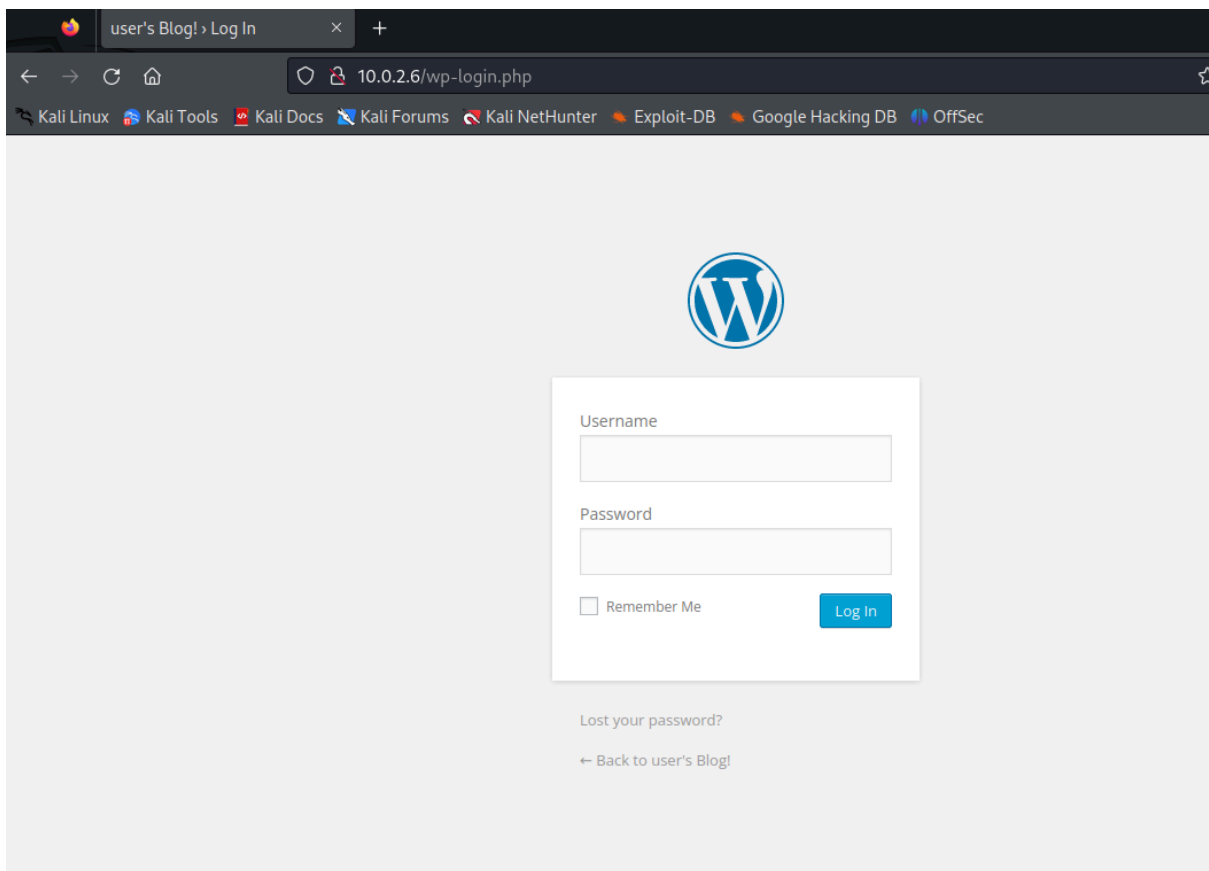 user's Blog! › Log In
10.0.2.6/wp-login.php
Kali Linux Kali Tools Kali Docs Kali Forums Kali NetHunter Exploit-DB Google Hacking DB OffSec
Username
Password
Remember Me Log In
Lost your password?
← Back to user's Blog!